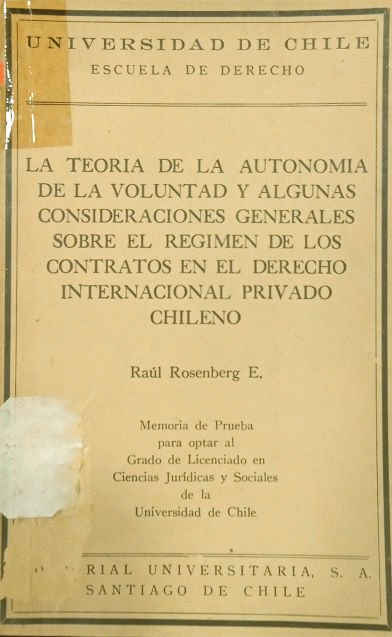 UNIVERSIDAD DE CHILE
ESCUELA DE DERECHO
LA TEORIA DE LA AUTONOMIA
DE LA VOLUNTAD Y ALGUNAS
CONSIDERACIONES GENERALES
SOBRE EL REGIMEN DE LOS
CONTRATOS EN EL DERECHO
INTERNACIONAL PRIVADO
CHILENO
Raúl Rosenberg E.
Memoria de Prueba
para optar al
Grado de Licenciado en
Ciencias Jurídicas y Sociales
de la
Universidad de Chile
UNIVERSITARIA, S. A.
SANTIAGO DE CHILE